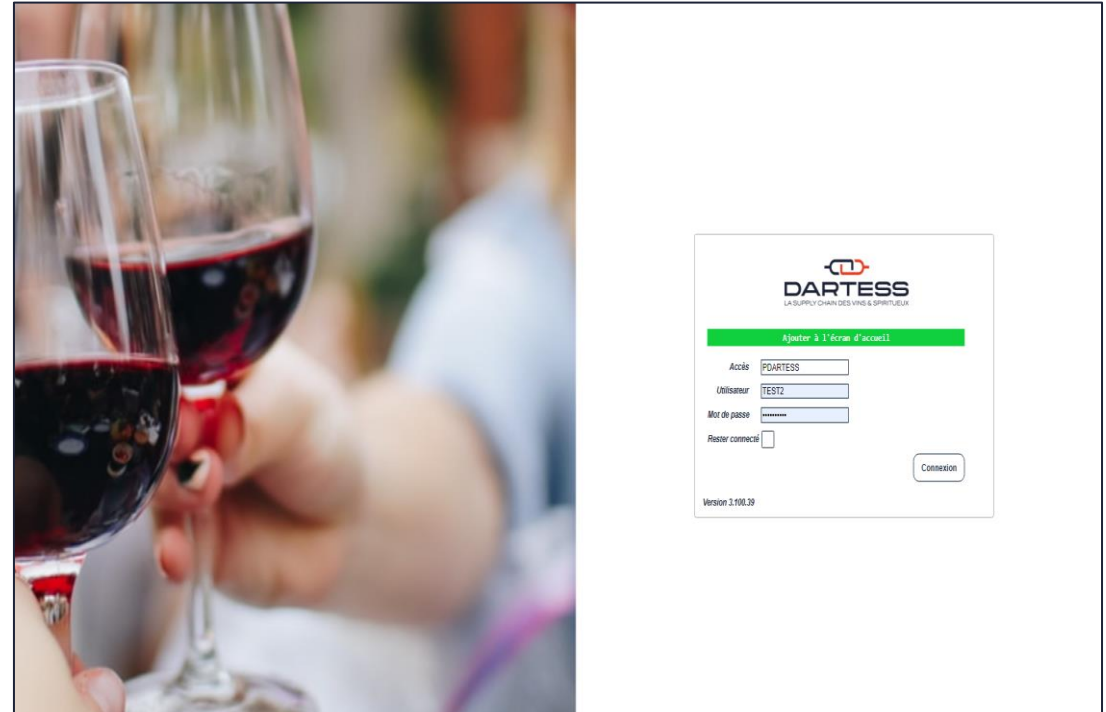 DARTESS
LA SUPPLY CHAIN DES VINS & SPIRITUEUX
Ajouter à l'écran d'accueil
Accès PDARTESS
Utilisateur TEST2
Mot de passe ••••••••••
Rester connecté
Connexion
Version 3.100.39